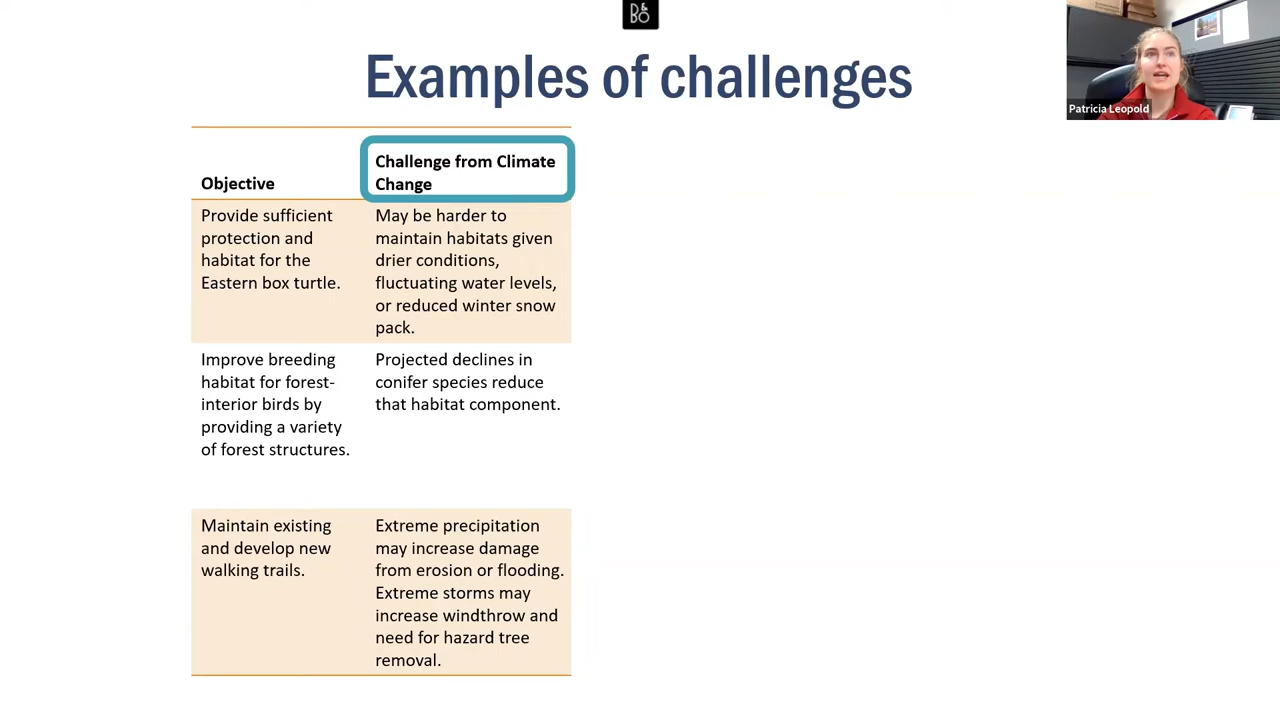 B&O
Examples of challenges
Patricia Leopold
Objective
Challenge from Climate
Change
Provide sufficient
protection and
habitat for the
Eastern box turtle.
May be harder to
maintain habitats given
drier conditions,
fluctuating water levels,
or reduced winter snow
pack.
Improve breeding
habitat for forest-
interior birds by
providing a variety
of forest structures.
Projected declines in
conifer species reduce
that habitat component.
Maintain existing
and develop new
walking trails.
Extreme precipitation
may increase damage
from erosion or flooding.
Extreme storms may
increase windthrow and
need for hazard tree
removal.